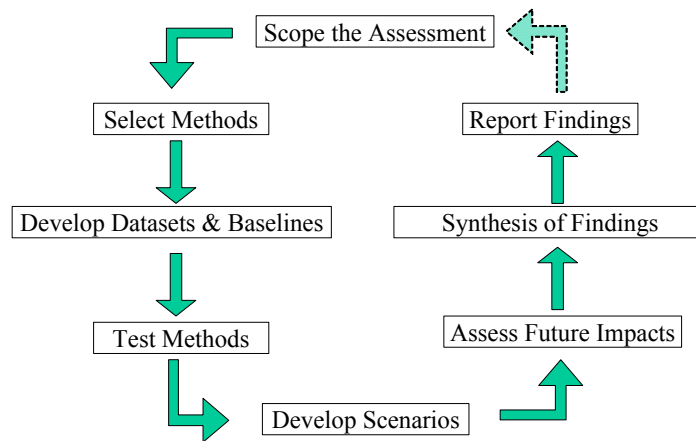 Scope the Assessment
Select Methods
Report Findings
Develop Datasets & Baselines
Synthesis of Findings
Test Methods
Assess Future Impacts
Develop Scenarios